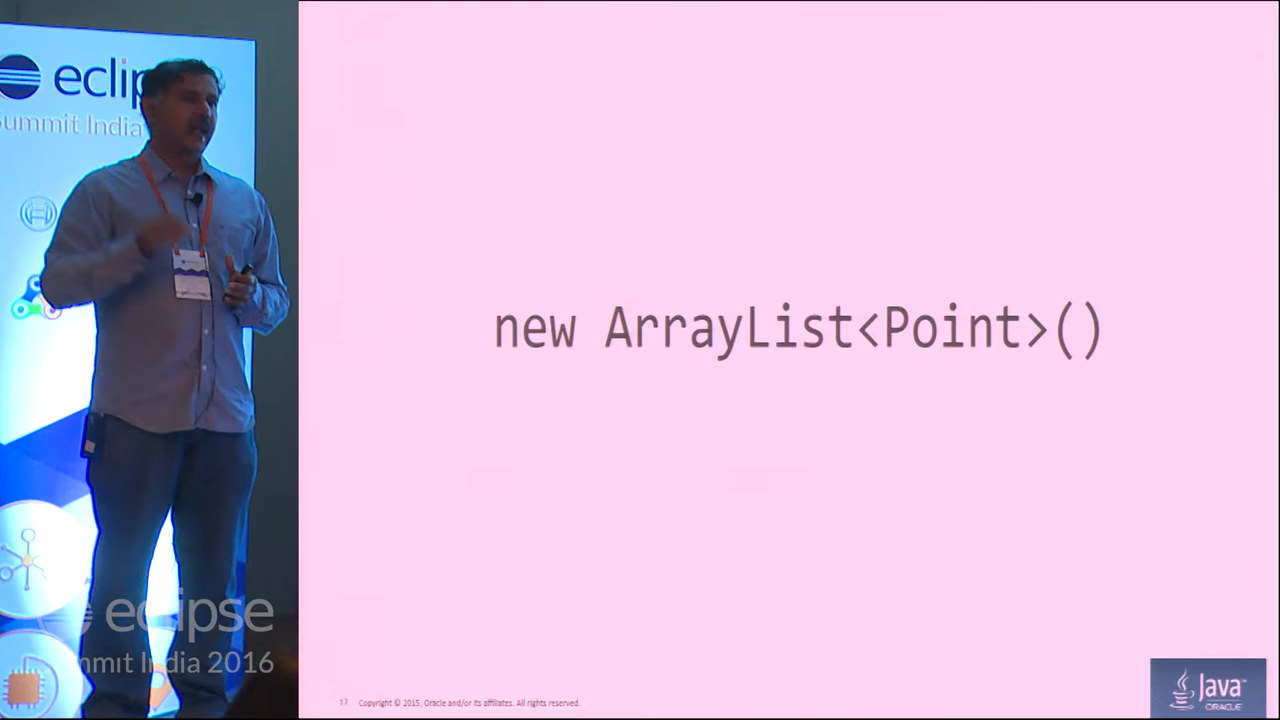 eclip
Summit India
new ArrayList<Point>()
eclipse
mmit India 2016
17 Copyright © 2015, Oracle and/or its affiliates. All rights reserved.
Java
ORACLE